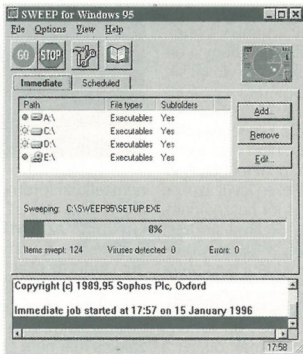 SWEEP for Windows 95
File Options View Help
GO STOP
Immediate Scheduled
Path File types Subfolders
A:\ Executables Yes
C:\ Executables Yes
D:\ Executables Yes
E:\ Executables Yes
Add...
Remove
Edit...
Sweeping: C:\SWEEP95\SETUP.EXE
8%
Items swept: 124 Viruses detected: 0 Errors: 0
Copyright (c) 1989,95 Sophos Plc, Oxford
Immediate job started at 17:57 on 15 January 1996
17:58